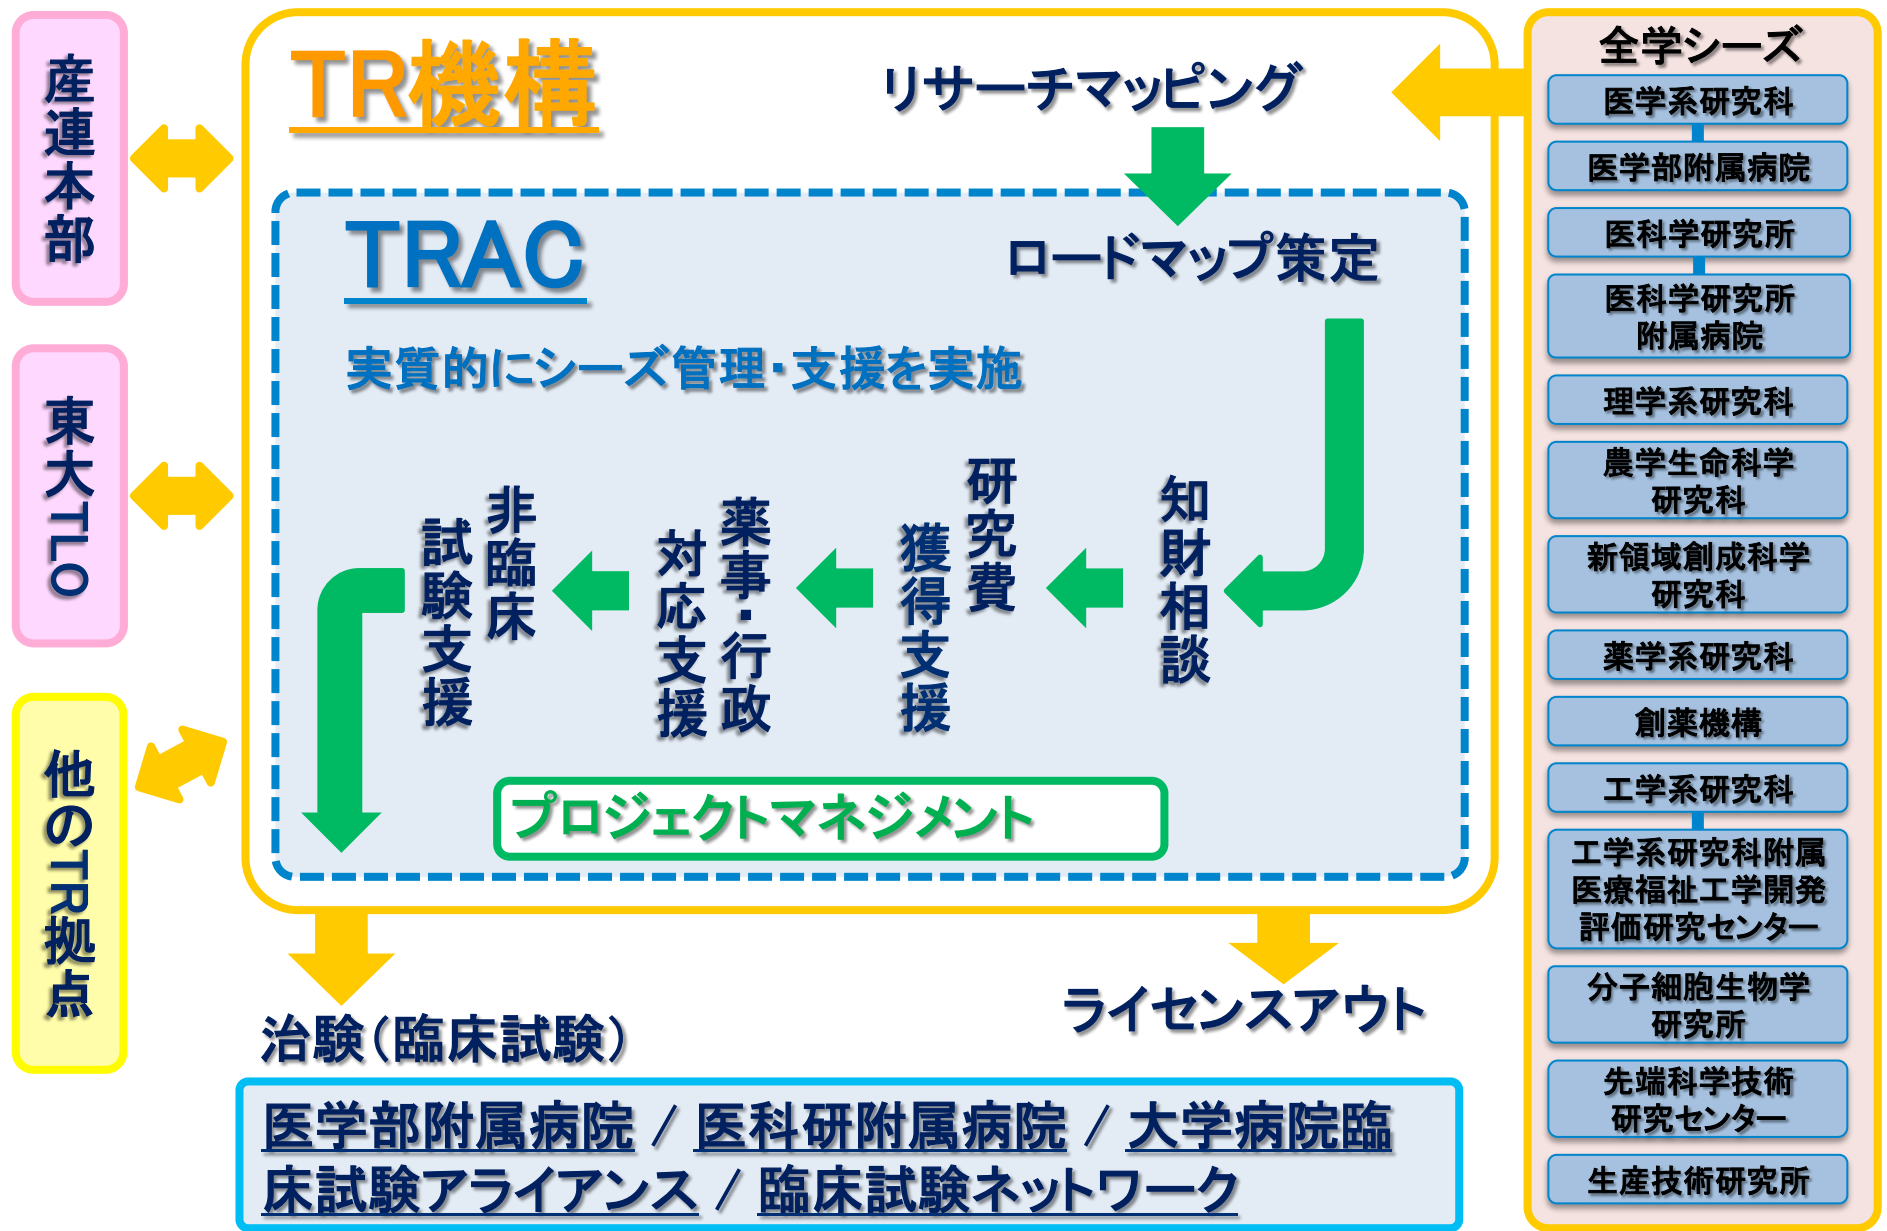 産連本部
東大TLO
他のTR拠点
TR機構
リサーチマッピング
TRAC
ロードマップ策定
実質的にシーズ管理・支援を実施
知財相談
研究費
獲得支援
薬事・行政
対応支援
非臨床
試験支援
プロジェクトマネジメント
治験（臨床試験）
ライセンスアウト
医学部附属病院 / 医科研附属病院 / 大学病院臨
床試験アライアンス / 臨床試験ネットワーク
全学シーズ
医学系研究科
医学部附属病院
医科学研究所
医科学研究所
附属病院
理学系研究科
農学生命科学
研究科
新領域創成科学
研究科
薬学系研究科
創薬機構
工学系研究科
工学系研究科附属
医療福祉工学開発
評価研究センター
分子細胞生物学
研究所
先端科学技術
研究センター
生産技術研究所